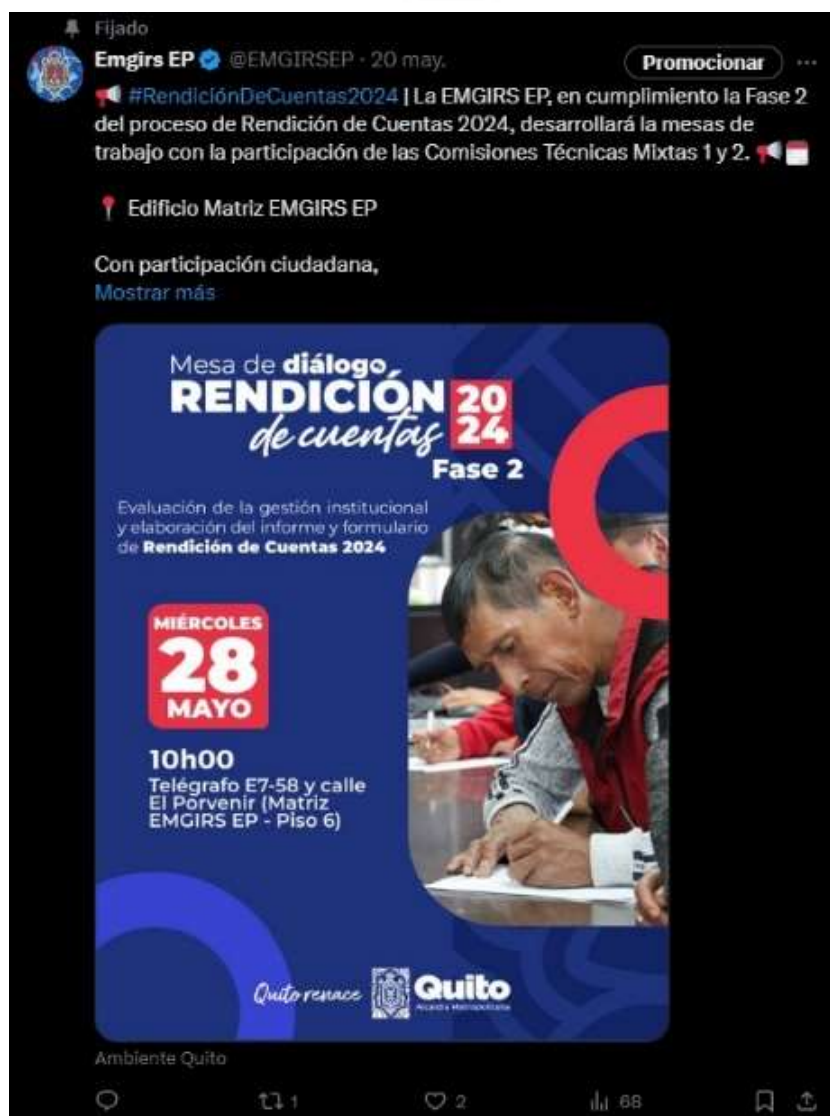 Fijado
Emgirs EP @EMGIRSEP · 20 may.
Promocionar
#RendiciónDeCuentas2024 | La EMGIRS EP, en cumplimiento la Fase 2
del proceso de Rendición de Cuentas 2024, desarrollará la mesas de
trabajo con la participación de las Comisiones Técnicas Mixtas 1 y 2.
Edificio Matriz EMGIRS EP
Con participación ciudadana,
Mostrar más
Mesa de diálogo
RENDICIÓN
de cuentas
20
24
Fase 2
Evaluación de la gestión institucional
y elaboración del informe y formulario
de Rendición de Cuentas 2024
MIÉRCOLES
28
MAYO
10h00
Telégrafo E7-58 y calle
El Porvenir (Matriz
EMGIRS EP - Piso 6)
Quito renace
Quito
Alcaldía Metropolitana
Ambiente Quito
1
2
68